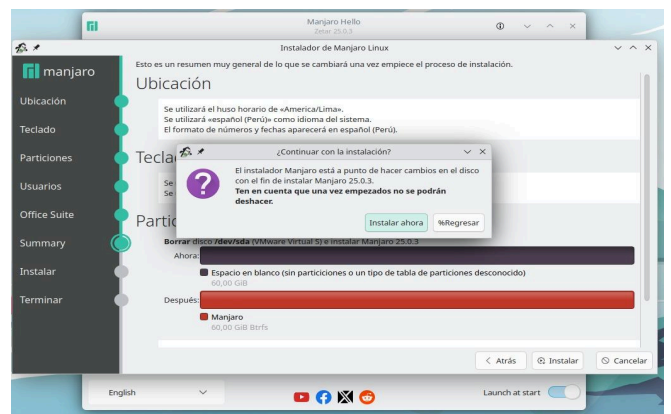 Manjaro Hello
Zetar 25.0.3
Instalador de Manjaro Linux
manjaro
Ubicación
Teclado
Particiones
Usuarios
Office Suite
Summary
Instalar
Terminar
Esto es un resumen muy general de lo que se cambiará una vez empiece el proceso de instalación.
Ubicación
Se utilizará el huso horario de «America/Lima».
Se utilizará «español (Perú)» como idioma del sistema.
El formato de números y fechas aparecerá en español (Perú).
Tecla
Se
Se
¿Continuar con la instalación?
El instalador Manjaro está a punto de hacer cambios en el disco
con el fin de instalar Manjaro 25.0.3.
Ten en cuenta que una vez empezados no se podrán
deshacer.
Instalar ahora
%Regresar
Partic
Borrar disco /dev/sda (VMware Virtual S) e instalar Manjaro 25.0.3
Ahora:
Espacio en blanco (sin particiciones o un tipo de tabla de particiones desconocido)
60,00 GiB
Después:
Manjaro
60,00 GiB Btrfs
Atrás
Instalar
Cancelar
English
Launch at start